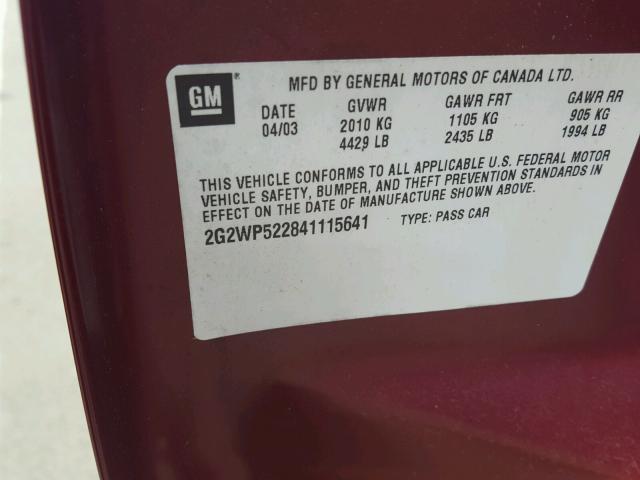 GM
MFD BY GENERAL MOTORS OF CANADA LTD.
DATE GVWR GAWR FRT GAWR RR
04/03 2010 KG 1105 KG 905 KG
4429 LB 2435 LB 1994 LB
THIS VEHICLE CONFORMS TO ALL APPLICABLE U.S. FEDERAL MOTOR
VEHICLE SAFETY, BUMPER, AND THEFT PREVENTION STANDARDS IN
EFFECT ON THE DATE OF MANUFACTURE SHOWN ABOVE.
2G2WP522841115641 TYPE: PASS CAR